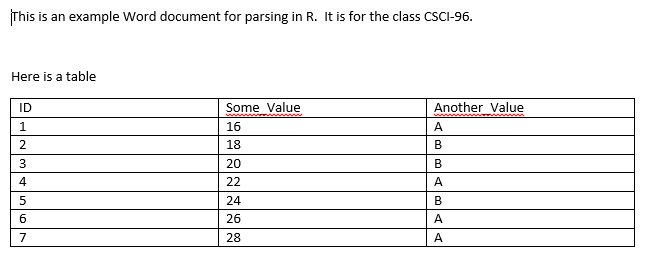 This is an example Word document for parsing in R.  It is for the class CSCI-96.
Here is a table
ID Some_Value Another_Value
1 16 A
2 18 B
3 20 B
4 22 A
5 24 B
6 26 A
7 28 A